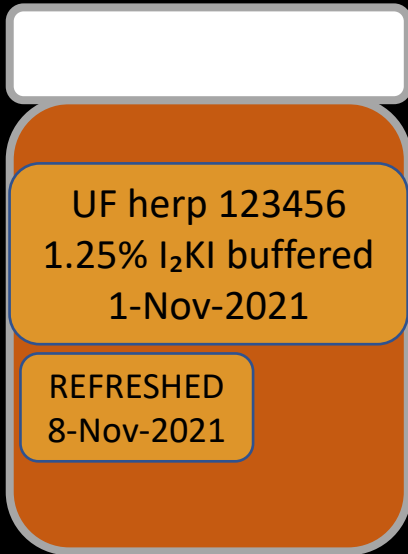 UF herp 123456
1.25% I₂KI buffered
1-Nov-2021
REFRESHED
8-Nov-2021